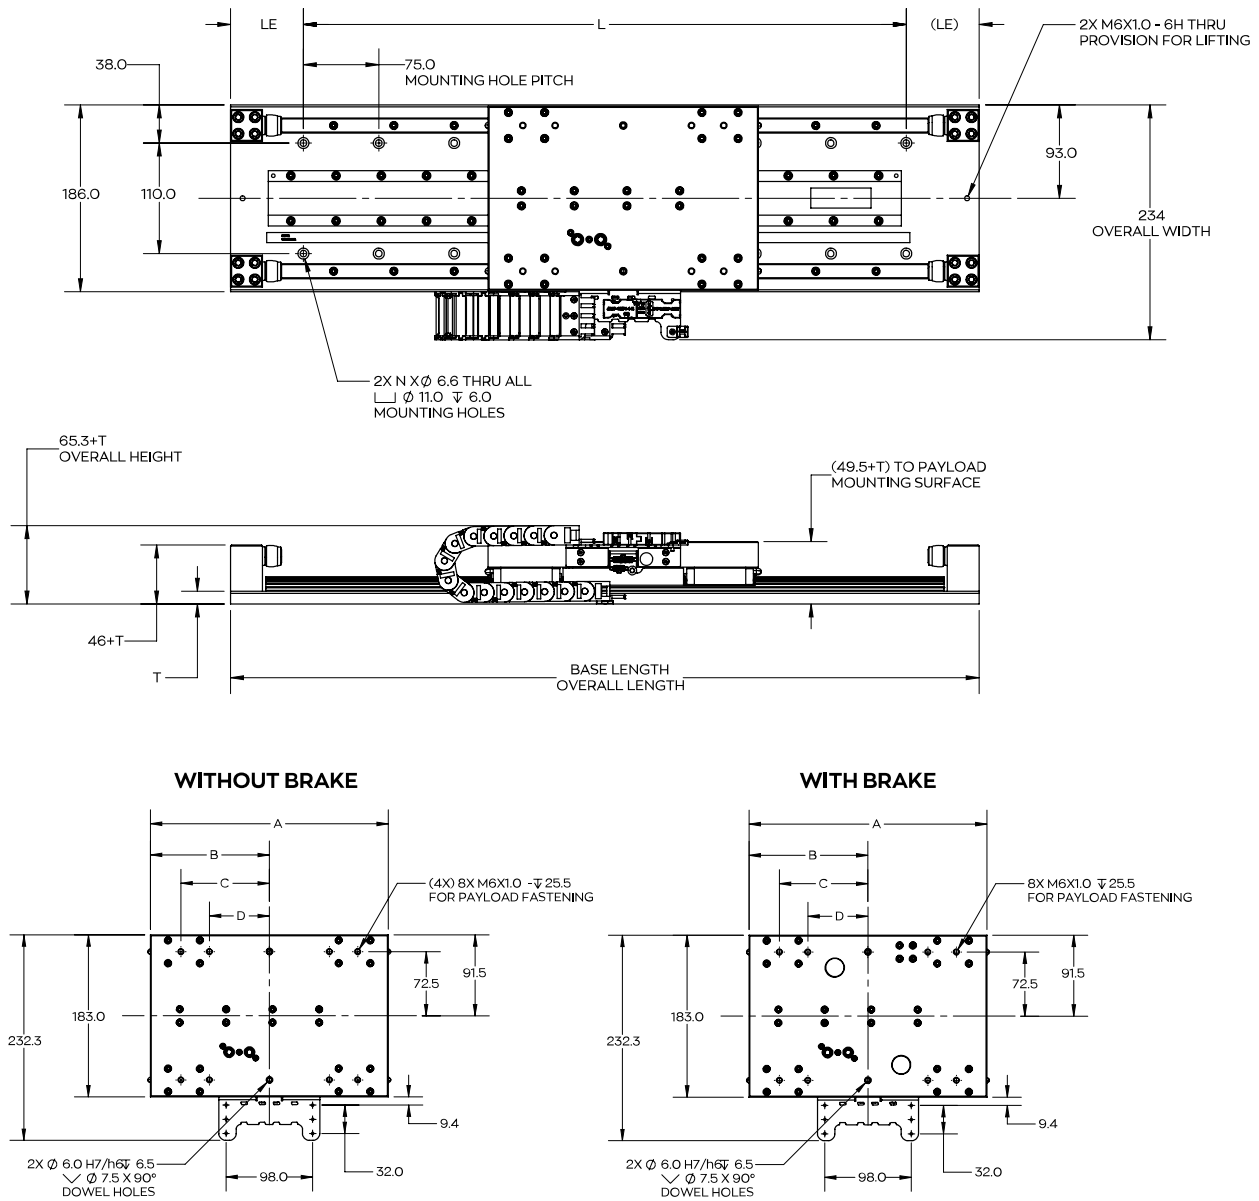 LE
L
(LE)
2X M6X1.0 - 6H THRU
PROVISION FOR LIFTING
38.0
75.0
MOUNTING HOLE PITCH
186.0
110.0
93.0
234
OVERALL WIDTH
2X N X Ø 6.6 THRU ALL
⌴ Ø 11.0 ↧ 6.0
MOUNTING HOLES
65.3+T
OVERALL HEIGHT
(49.5+T) TO PAYLOAD
MOUNTING SURFACE
46+T
T
BASE LENGTH
OVERALL LENGTH
WITHOUT BRAKE
A
B
C
D
(4X) 8X M6X1.0 -↧ 25.5
FOR PAYLOAD FASTENING
232.3
183.0
72.5
91.5
9.4
32.0
98.0
2X Ø 6.0 H7/h6↧ 6.5
⌵ Ø 7.5 X 90°
DOWEL HOLES
WITH BRAKE
A
B
C
D
8X M6X1.0 ↧ 25.5
FOR PAYLOAD FASTENING
232.3
183.0
72.5
91.5
9.4
32.0
98.0
2X Ø 6.0 H7/h6↧ 6.5
⌵ Ø 7.5 X 90°
DOWEL HOLES